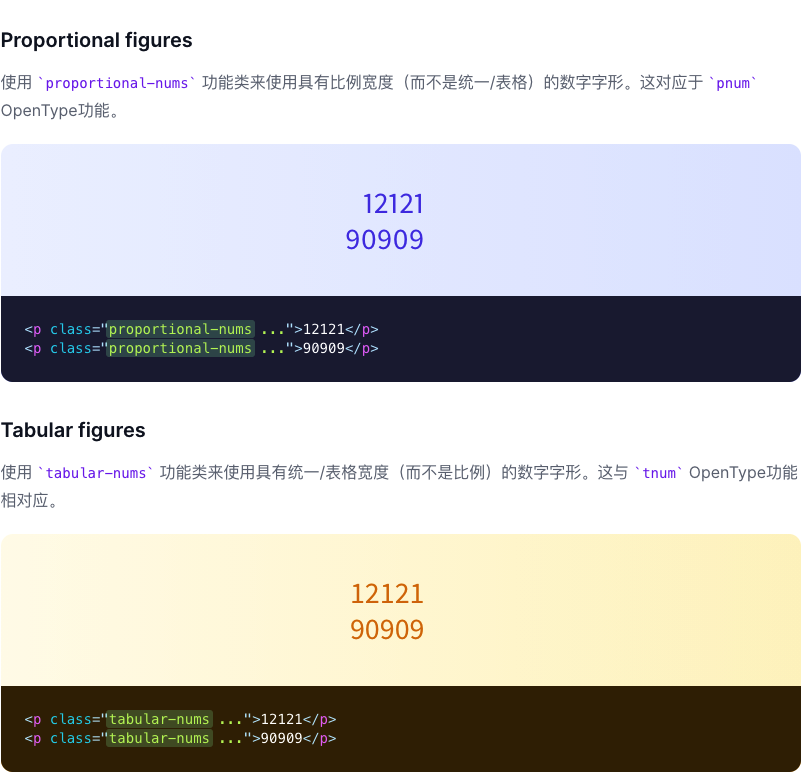 Proportional figures
使用 `proportional-nums` 功能类来使用具有比例宽度（而不是统一/表格）的数字字形。这对应于 `pnum`
OpenType功能。
12121
90909
<p class="proportional-nums ...">12121</p>
<p class="proportional-nums ...">90909</p>
Tabular figures
使用 `tabular-nums` 功能类来使用具有统一/表格宽度（而不是比例）的数字字形。这与 `tnum` OpenType功能
相对应。
12121
90909
<p class="tabular-nums ...">12121</p>
<p class="tabular-nums ...">90909</p>